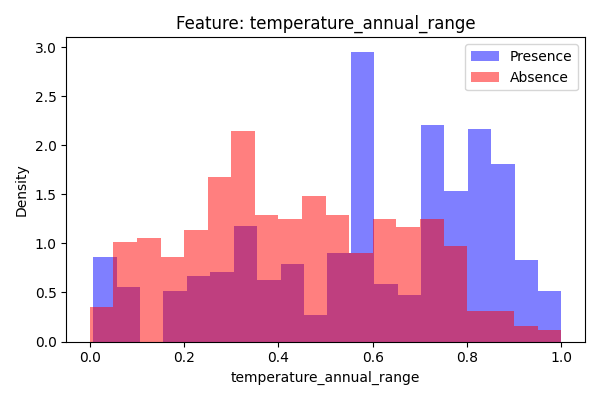 Feature: temperature_annual_range
Presence
Absence
Density
3.0
2.5
2.0
1.5
1.0
0.5
0.0
0.0 0.2 0.4 0.6 0.8 1.0
temperature_annual_range